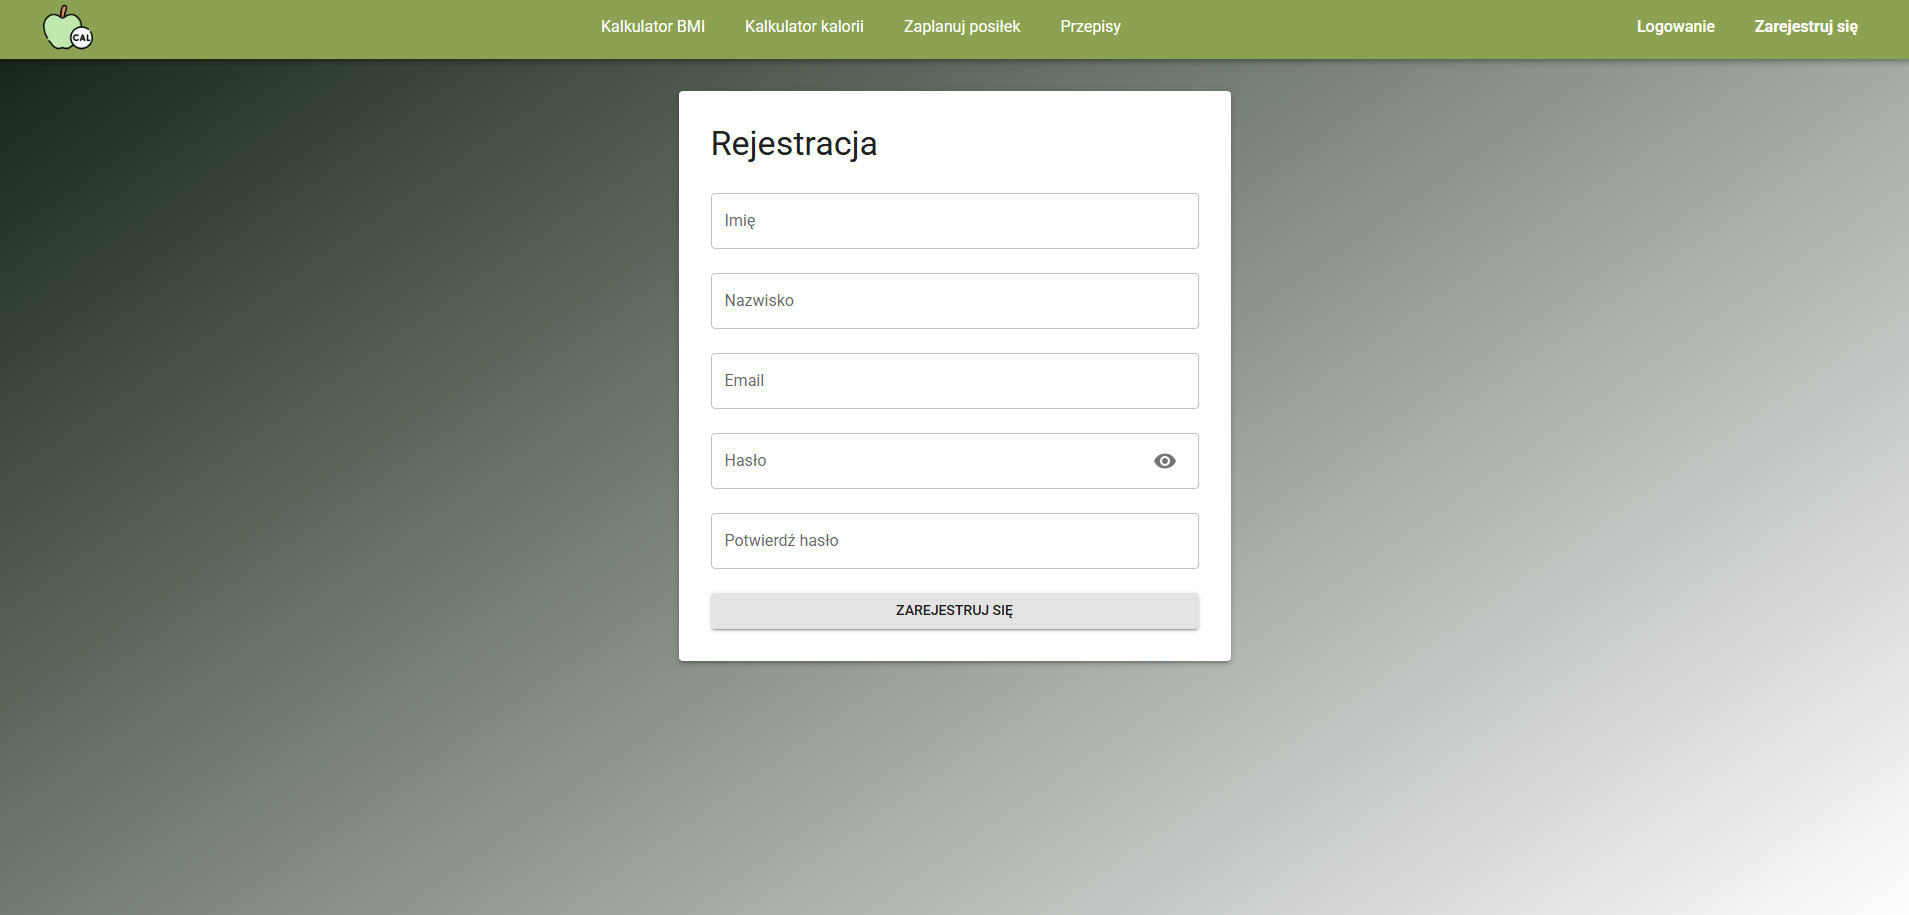 CAL
Kalkulator BMI
Kalkulator kalorii
Zaplanuj posiłek
Przepisy
Logowanie
Zarejestruj się
Rejestracja
Imię
Nazwisko
Email
Hasło
Potwierdź hasło
ZAREJESTRUJ SIĘ